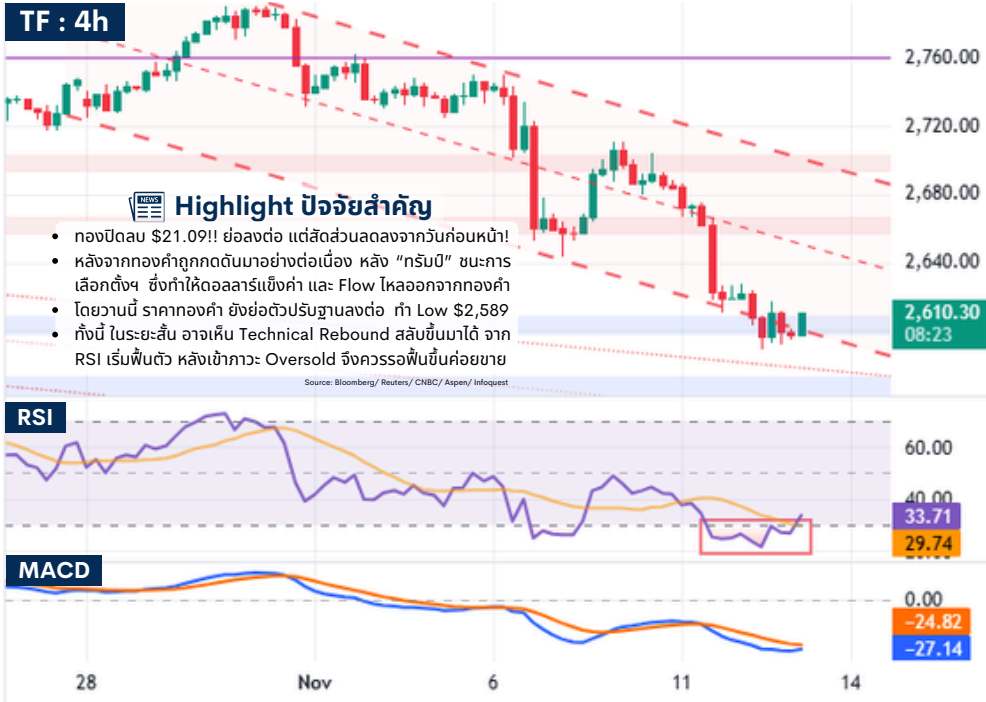 TF : 4h
2,760.00
2,720.00
2,680.00
2,640.00
2,610.30
08:23
NEWS
Highlight ปัจจัยสำคัญ
• ทองปิดลบ $21.09!! ย่อลงต่อ แต่สัดส่วนลดลงจากวันก่อนหน้า!
• หลังจากทองคำถูกกดดันมาอย่างต่อเนื่อง หลัง “ทรัมป์” ชนะการ
เลือกตั้งฯ ซึ่งทำให้ดอลลาร์แข็งค่า และ Flow ไหลออกจากทองคำ
• โดยวานนี้ ราคาทองคำ ยังย่อตัวปรับฐานลงต่อ ทำ Low $2,589
• ทั้งนี้ ในระยะสั้น อาจเห็น Technical Rebound สลับขึ้นมาได้ จาก
RSI เริ่มฟื้นตัว หลังเข้าภาวะ Oversold จึงควรรอฟื้นขึ้นค่อยขาย
Source: Bloomberg/ Reuters/ CNBC/ Aspen/ Infoquest
RSI
60.00
40.00
33.71
29.74
MACD
0.00
−24.82
−27.14
28
Nov
6
11
14